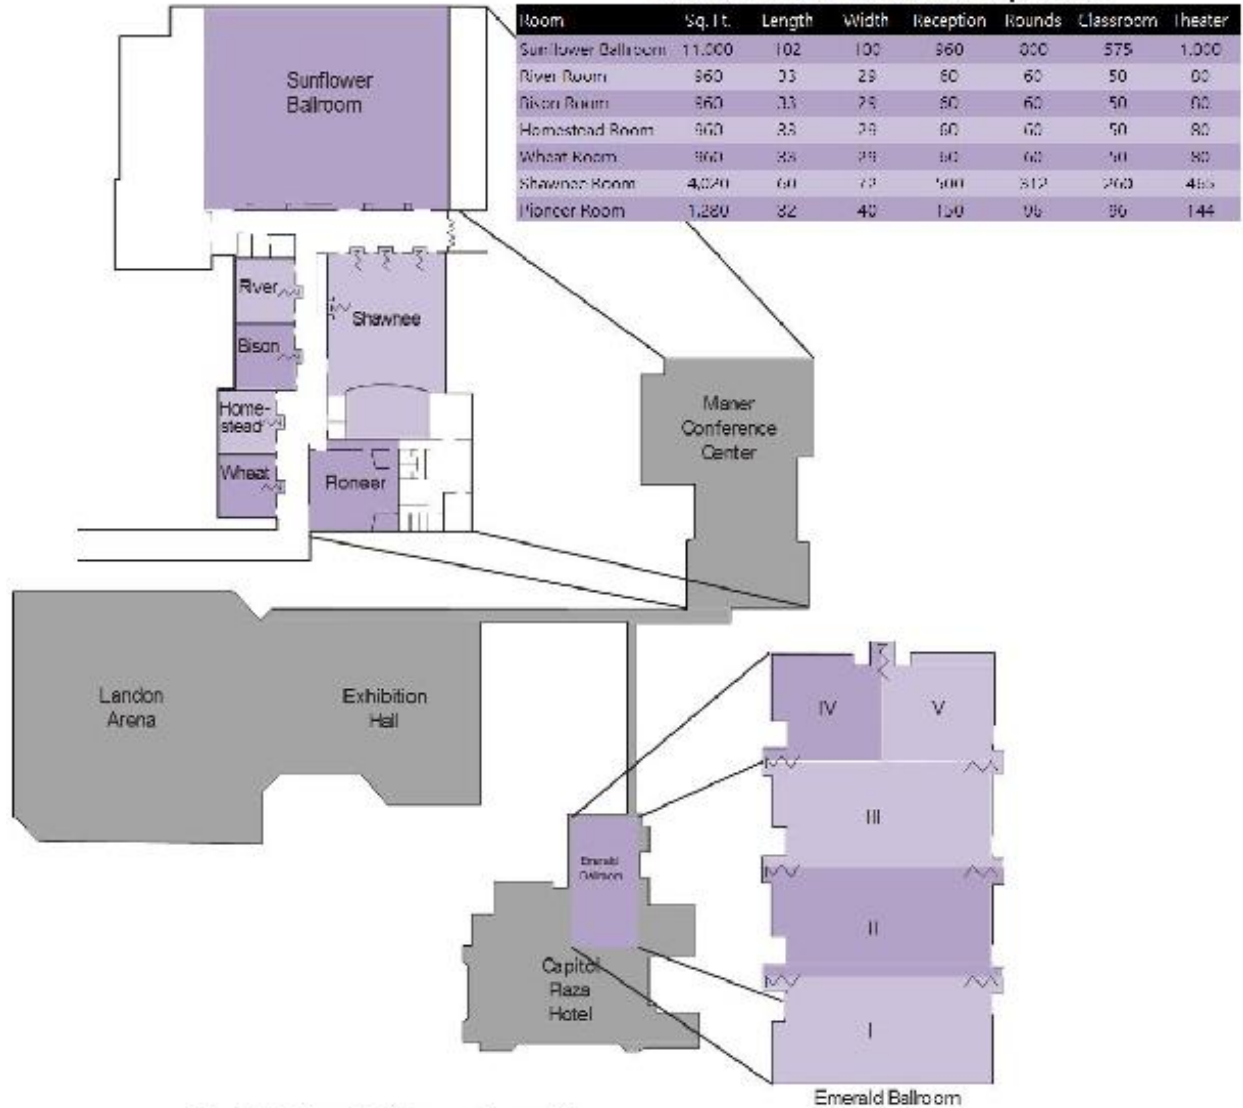 Room Sq. Ft. Length Width Reception Rounds Classroom Theater
Sunflower Ballroom 11,000 102 100 960 800 575 1,000
River Room 960 33 29 60 60 50 80
Bison Room 960 33 29 60 60 50 80
Homestead Room 960 33 29 60 60 50 80
Wheat Room 960 33 29 60 60 50 80
Shawnee Room 4,020 60 72 500 312 260 465
Pioneer Room 1,280 32 40 150 96 96 144
Sunflower
Ballroom
River
Shawnee
Bison
Home-
stead
Wheat
Pioneer
Maner
Conference
Center
Landon
Arena
Exhibition
Hall
IV
V
III
Emerald
Ballroom
II
Capitol
Plaza
Hotel
I
Emerald Ballroom